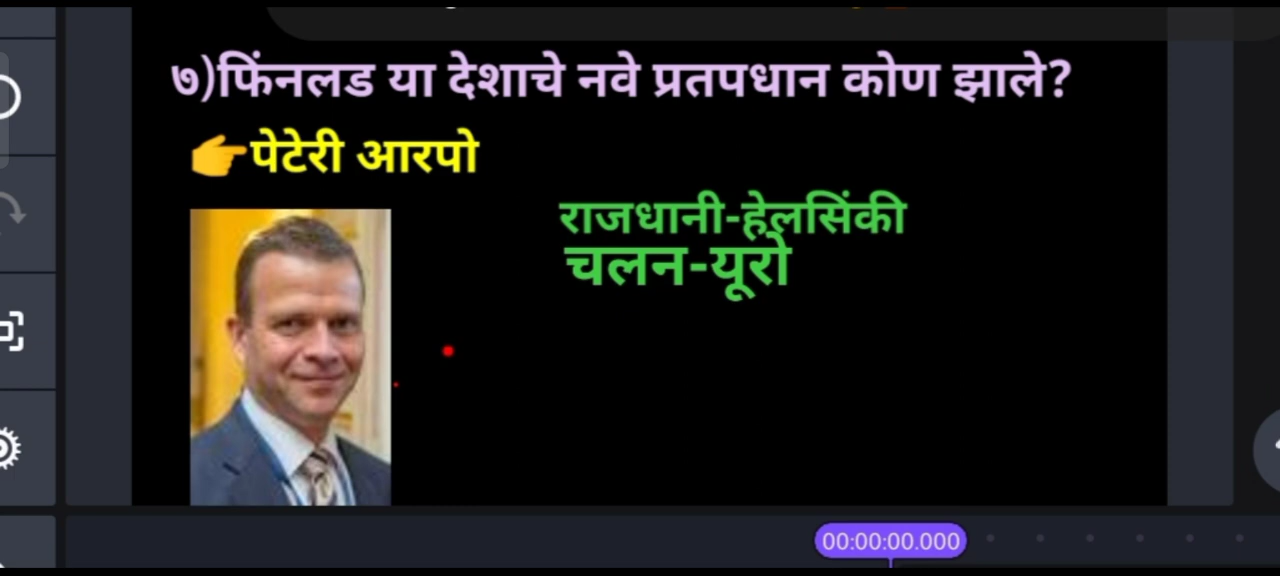 ७)फिंनलड या देशाचे नवे प्रतपधान कोण झाले?
👉पेटेरी आरपो
राजधानी-हेलसिंकी
चलन-यूरो
00:00:00.000